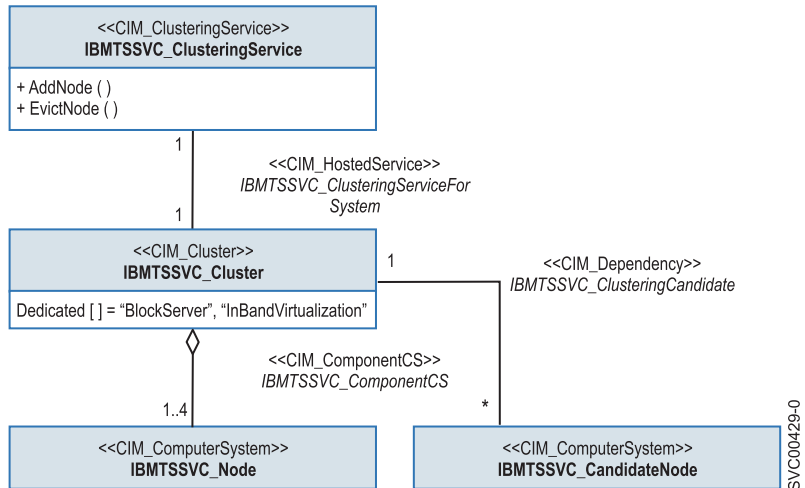 <<CIM_ClusteringService>>
IBMTSSVC_ClusteringService
+ AddNode ( )
+ EvictNode ( )
1
<<CIM_HostedService>>
IBMTSSVC_ClusteringServiceFor
System
1
<<CIM_Cluster>>
IBMTSSVC_Cluster
Dedicated [ ] = “BlockServer”, “InBandVirtualization”
1
<<CIM_Dependency>>
IBMTSSVC_ClusteringCandidate
<<CIM_ComponentCS>>
IBMTSSVC_ComponentCS
1..4
*
<<CIM_ComputerSystem>>
IBMTSSVC_Node
<<CIM_ComputerSystem>>
IBMTSSVC_CandidateNode
SVC00429-0